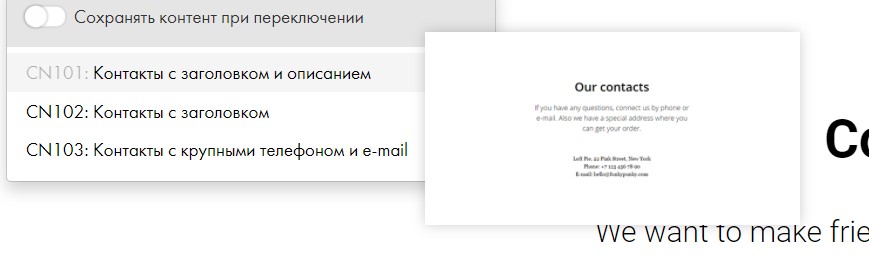 Сохранять контент при переключении
CN101: Контакты с заголовком и описанием
CN102: Контакты с заголовком
CN103: Контакты с крупными телефоном и e-mail
Our contacts
If you have any questions, connect us by phone or
e-mail. Also we have a special address where you
can get your order.
Loft Pie, 22 Pink Street, New York
Phone: +7 123 456-78-90
E-mail: hello@funkypunky.com
Co
We want to make frie